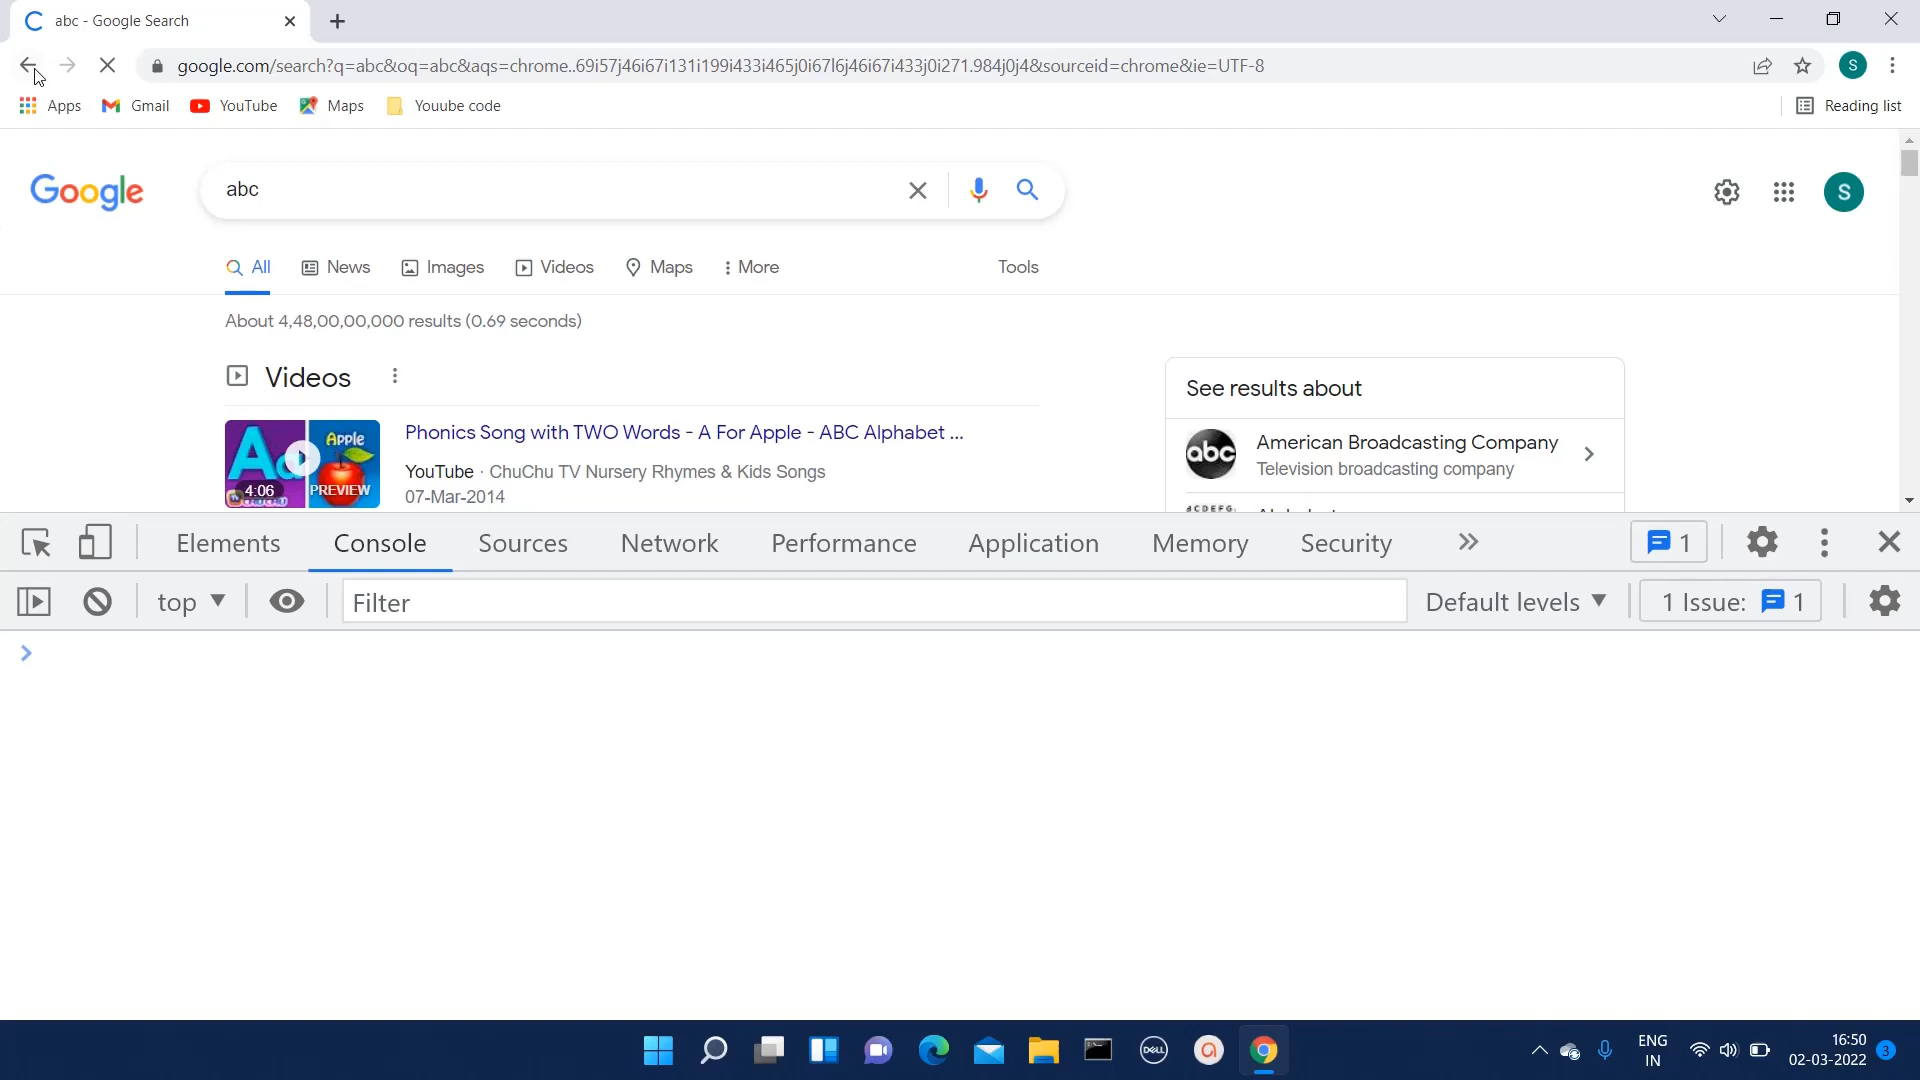 abc - Google Search
google.com/search?q=abc&oq=abc&aqs=chrome..69i57j46i67i131i199i433i465j0i67l6j46i67i433j0i271.984j0j4&sourceid=chrome&ie=UTF-8
S
Apps
Gmail
YouTube
Maps
Youube code
Reading list
Google
abc
S
All
News
Images
Videos
Maps
More
Tools
About 4,48,00,00,000 results (0.69 seconds)
Videos
See results about
Phonics Song with TWO Words - A For Apple - ABC Alphabet ...
YouTube · ChuChu TV Nursery Rhymes & Kids Songs
07-Mar-2014
Apple
4:06
PREVIEW
abc
American Broadcasting Company
Television broadcasting company
Elements
Console
Sources
Network
Performance
Application
Memory
Security
1
top
Filter
Default levels
1 Issue:
1
DELL
ENG
IN
16:50
02-03-2022
3